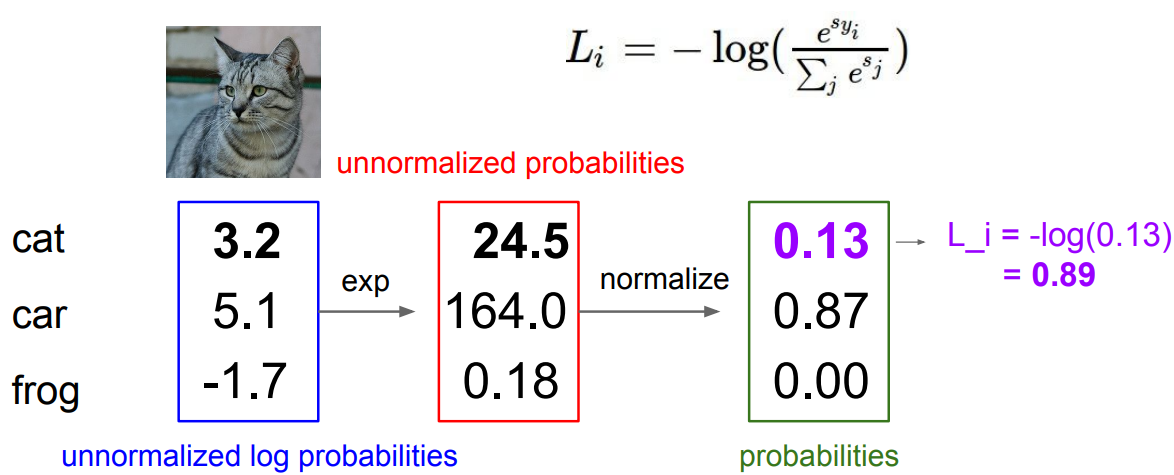 L_i = − log( e^{s_{y_i}} / ∑_j e^{s_j} )
unnormalized probabilities
cat 3.2 24.5 0.13 L_i = -log(0.13)
= 0.89
exp normalize
car 5.1 164.0 0.87
frog -1.7 0.18 0.00
unnormalized log probabilities probabilities